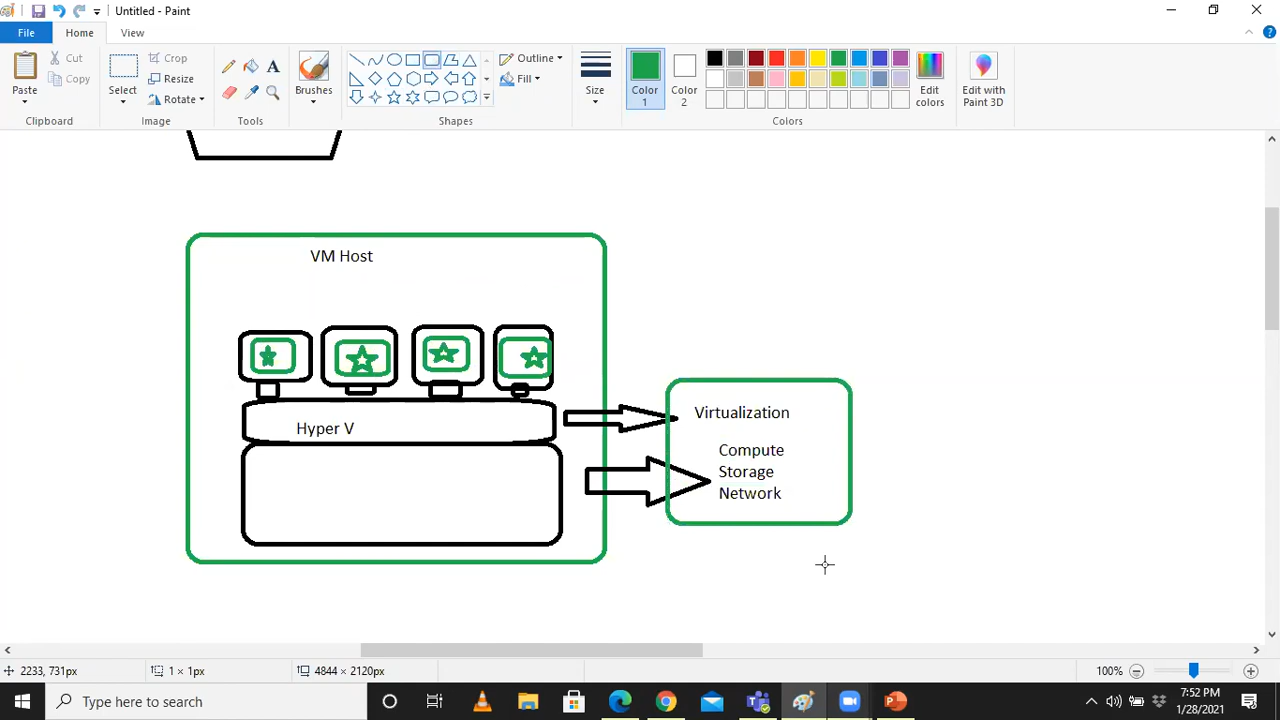 Untitled - Paint
File
Home
View
Paste
Cut
Copy
Clipboard
Select
Crop
Resize
Rotate
Image
A
Tools
Brushes
Outline
Fill
Shapes
Size
Color
1
Color
2
Edit
colors
Colors
Edit with
Paint 3D
VM Host
Hyper V
Virtualization
Compute
Storage
Network
2233, 731px
1 × 1px
4844 × 2120px
100%
Type here to search
7:52 PM
1/28/2021